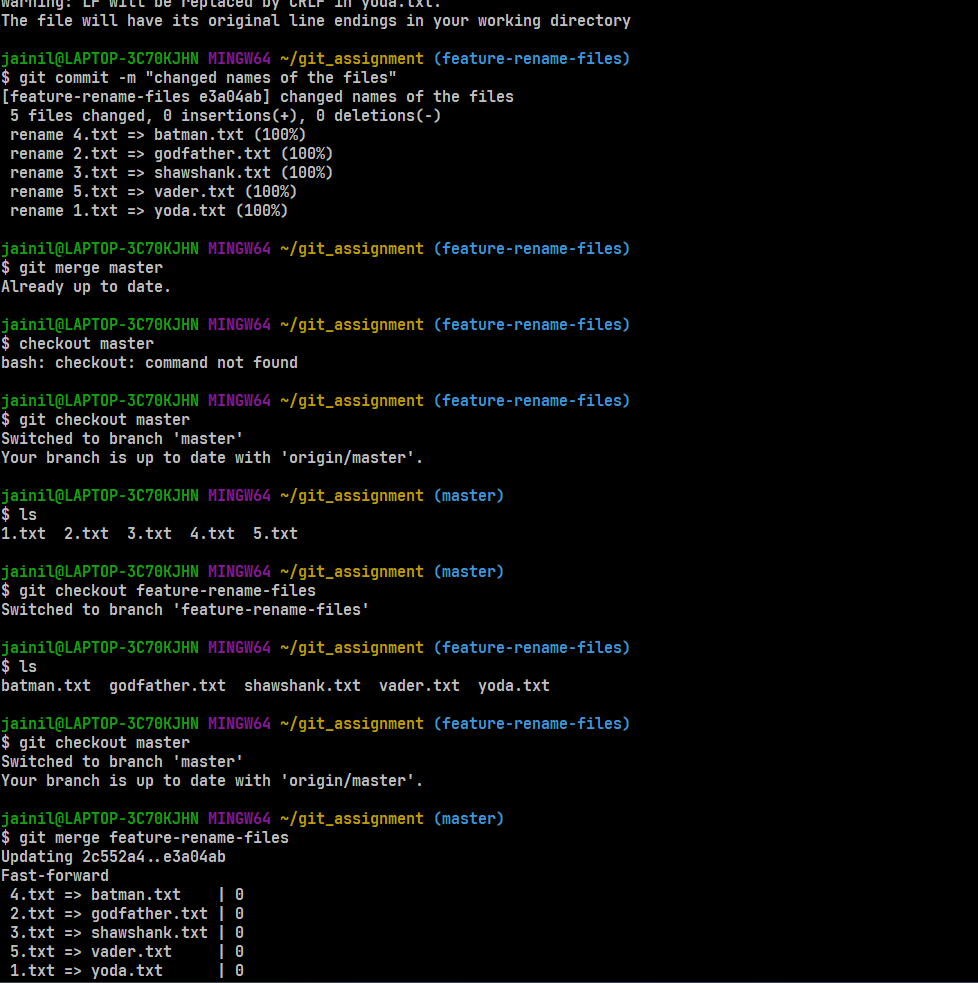 warning: LF will be replaced by CRLF in yoda.txt.
The file will have its original line endings in your working directory
jainil@LAPTOP-3C70KJHN MINGW64 ~/git_assignment (feature-rename-files)
$ git commit -m "changed names of the files"
[feature-rename-files e3a04ab] changed names of the files
 5 files changed, 0 insertions(+), 0 deletions(-)
 rename 4.txt => batman.txt (100%)
 rename 2.txt => godfather.txt (100%)
 rename 3.txt => shawshank.txt (100%)
 rename 5.txt => vader.txt (100%)
 rename 1.txt => yoda.txt (100%)
jainil@LAPTOP-3C70KJHN MINGW64 ~/git_assignment (feature-rename-files)
$ git merge master
Already up to date.
jainil@LAPTOP-3C70KJHN MINGW64 ~/git_assignment (feature-rename-files)
$ checkout master
bash: checkout: command not found
jainil@LAPTOP-3C70KJHN MINGW64 ~/git_assignment (feature-rename-files)
$ git checkout master
Switched to branch 'master'
Your branch is up to date with 'origin/master'.
jainil@LAPTOP-3C70KJHN MINGW64 ~/git_assignment (master)
$ ls
1.txt  2.txt  3.txt  4.txt  5.txt
jainil@LAPTOP-3C70KJHN MINGW64 ~/git_assignment (master)
$ git checkout feature-rename-files
Switched to branch 'feature-rename-files'
jainil@LAPTOP-3C70KJHN MINGW64 ~/git_assignment (feature-rename-files)
$ ls
batman.txt  godfather.txt  shawshank.txt  vader.txt  yoda.txt
jainil@LAPTOP-3C70KJHN MINGW64 ~/git_assignment (feature-rename-files)
$ git checkout master
Switched to branch 'master'
Your branch is up to date with 'origin/master'.
jainil@LAPTOP-3C70KJHN MINGW64 ~/git_assignment (master)
$ git merge feature-rename-files
Updating 2c552a4..e3a04ab
Fast-forward
 4.txt => batman.txt    | 0
 2.txt => godfather.txt | 0
 3.txt => shawshank.txt | 0
 5.txt => vader.txt     | 0
 1.txt => yoda.txt      | 0